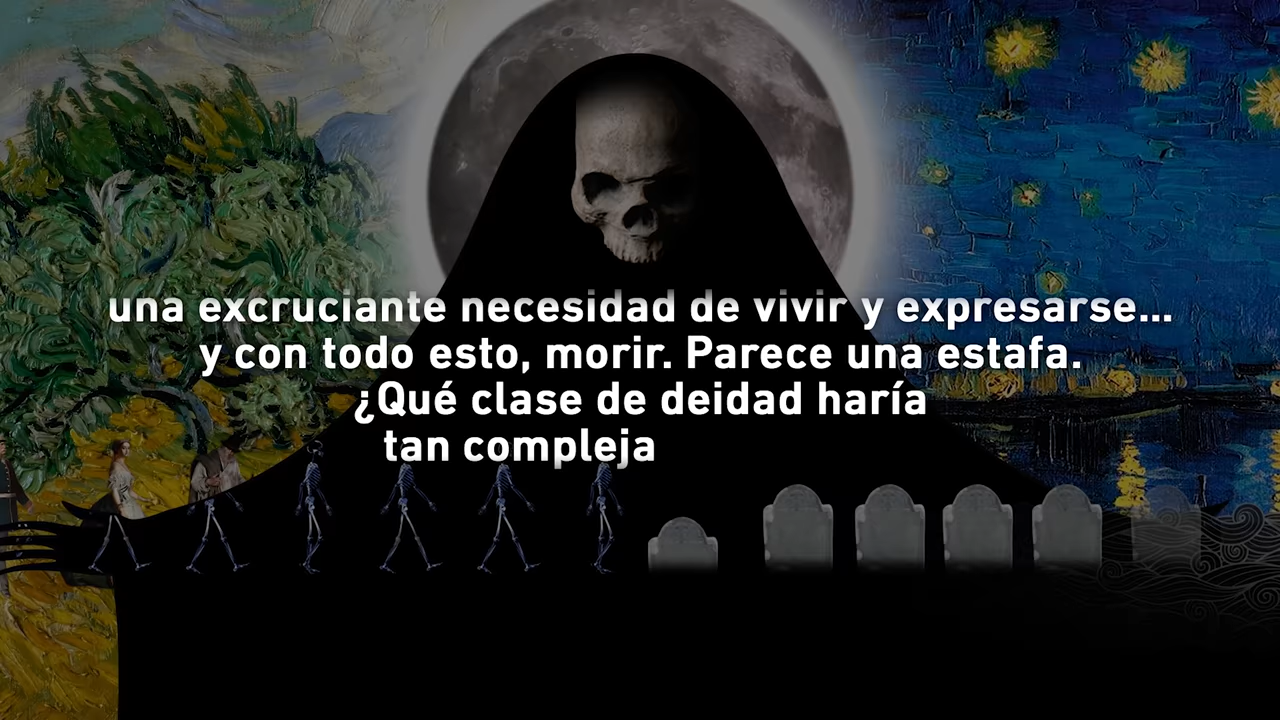 una excruciante necesidad de vivir y expresarse...
y con todo esto, morir. Parece una estafa.
¿Qué clase de deidad haría
tan compleja